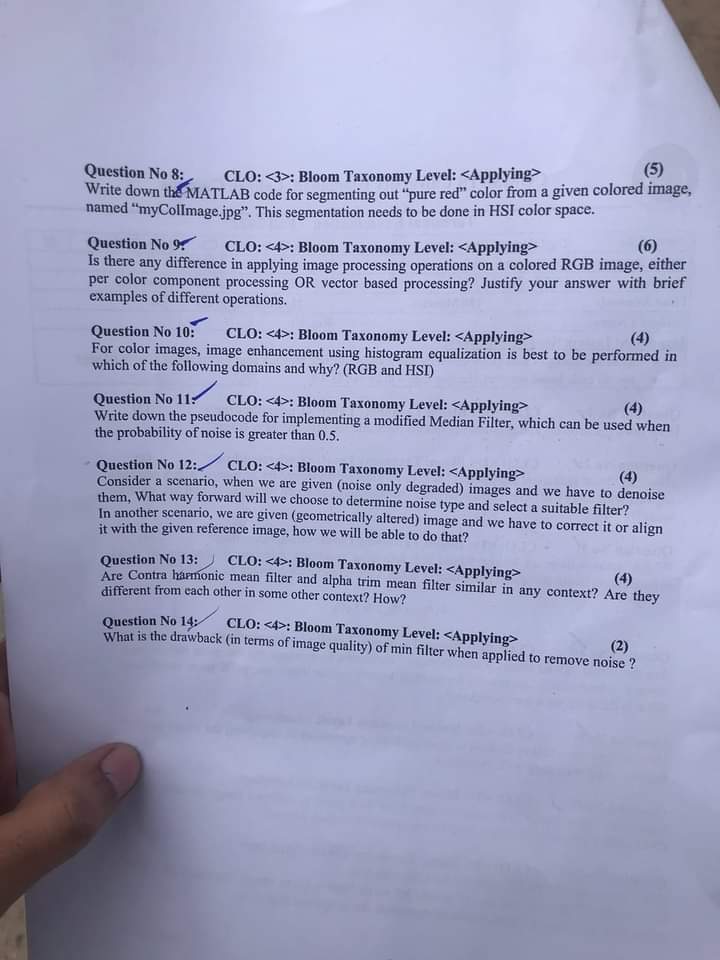 Question No 8: CLO: <3>: Bloom Taxonomy Level: <Applying> (5)
Write down the MATLAB code for segmenting out “pure red” color from a given colored image,
named “myColImage.jpg”. This segmentation needs to be done in HSI color space.
Question No 9: CLO: <4>: Bloom Taxonomy Level: <Applying> (6)
Is there any difference in applying image processing operations on a colored RGB image, either
per color component processing OR vector based processing? Justify your answer with brief
examples of different operations.
Question No 10: CLO: <4>: Bloom Taxonomy Level: <Applying> (4)
For color images, image enhancement using histogram equalization is best to be performed in
which of the following domains and why? (RGB and HSI)
Question No 11: CLO: <4>: Bloom Taxonomy Level: <Applying> (4)
Write down the pseudocode for implementing a modified Median Filter, which can be used when
the probability of noise is greater than 0.5.
Question No 12: CLO: <4>: Bloom Taxonomy Level: <Applying> (4)
Consider a scenario, when we are given (noise only degraded) images and we have to denoise
them, What way forward will we choose to determine noise type and select a suitable filter?
In another scenario, we are given (geometrically altered) image and we have to correct it or align
it with the given reference image, how we will be able to do that?
Question No 13: CLO: <4>: Bloom Taxonomy Level: <Applying> (4)
Are Contra harmonic mean filter and alpha trim mean filter similar in any context? Are they
different from each other in some other context? How?
Question No 14: CLO: <4>: Bloom Taxonomy Level: <Applying> (2)
What is the drawback (in terms of image quality) of min filter when applied to remove noise ?